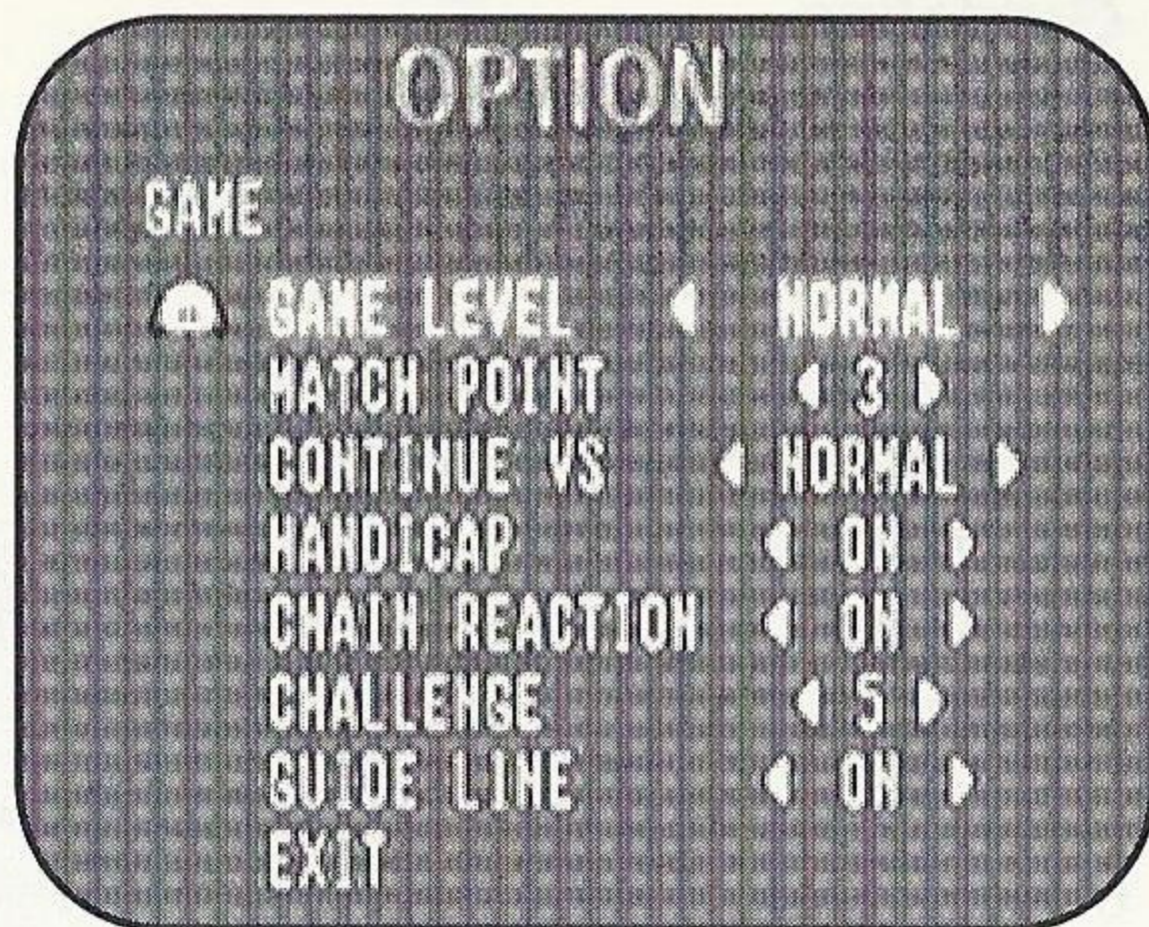 OPTION
GAME
GAME LEVEL NORMAL
MATCH POINT 3
CONTINUE VS NORMAL
HANDICAP ON
CHAIN REACTION ON
CHALLENGE 5
GUIDE LINE ON
EXIT